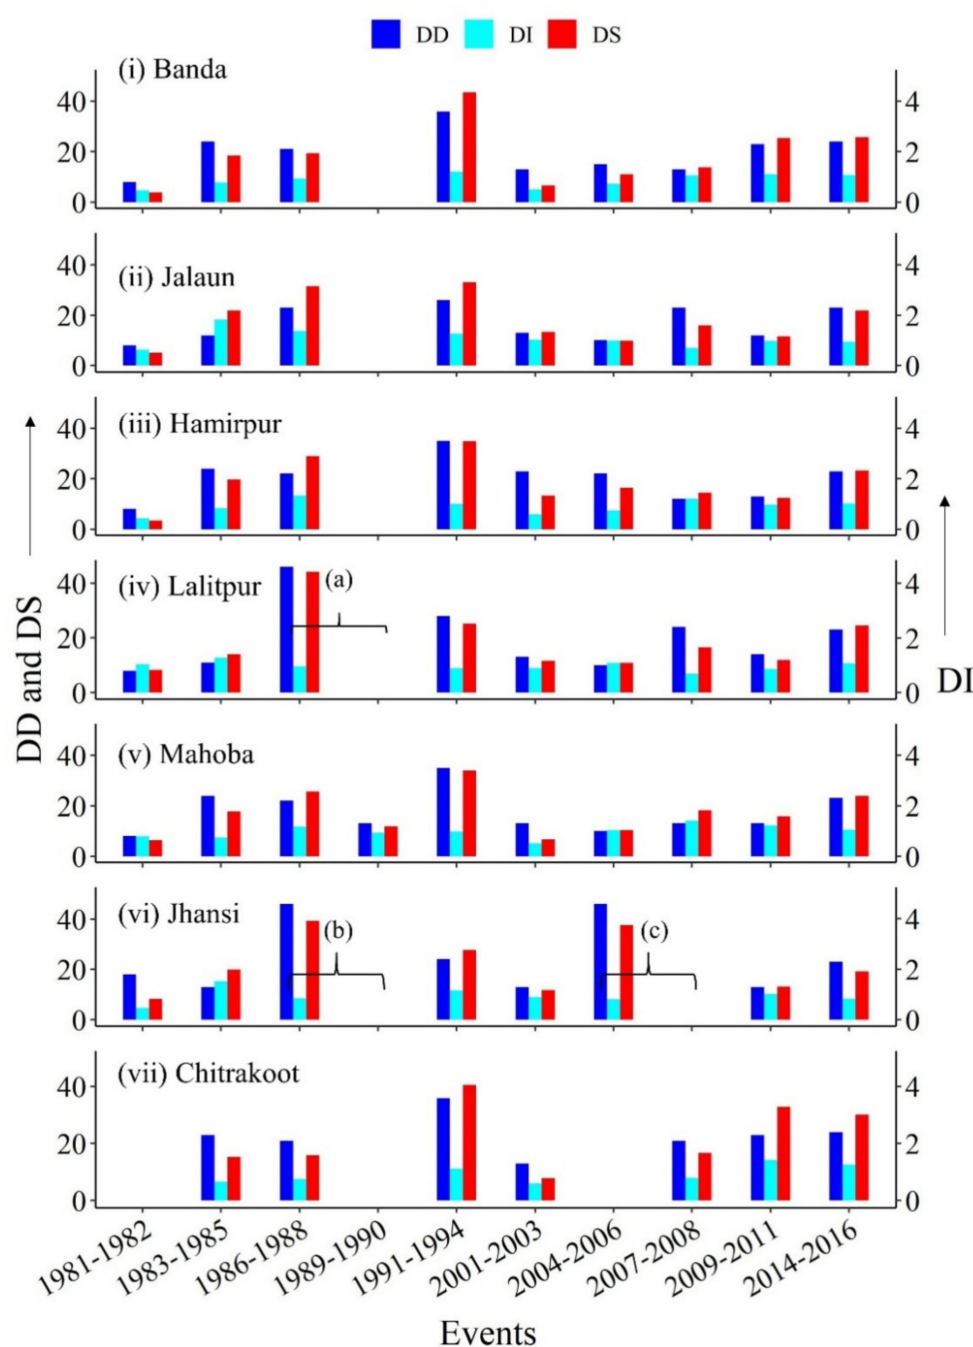 DD DI DS
(i) Banda
40 4
20 2
0 0
(ii) Jalaun
40 4
20 2
0 0
(iii) Hamirpur
40 4
20 2
0 0
(iv) Lalitpur (a)
40 4
20 2
0 0
DD and DS
DI
(v) Mahoba
40 4
20 2
0 0
(vi) Jhansi (b) (c)
40 4
20 2
0 0
(vii) Chitrakoot
40 4
20 2
0 0
1981-1982 1983-1985 1986-1988 1989-1990 1991-1994 2001-2003 2004-2006 2007-2008 2009-2011 2014-2016
Events